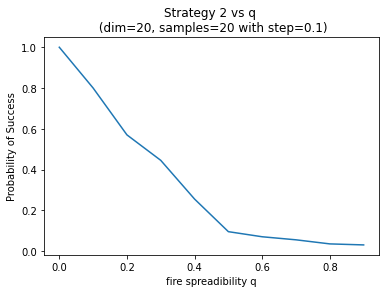 Strategy 2 vs q
(dim=20, samples=20 with step=0.1)
1.0
0.8
0.6
0.4
0.2
0.0
Probability of Success
0.0 0.2 0.4 0.6 0.8
fire spreadibility q